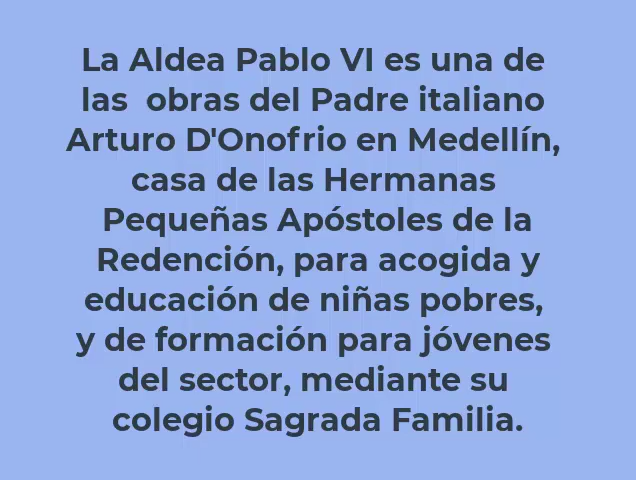 La Aldea Pablo VI es una de
las  obras del Padre italiano
Arturo D'Onofrio en Medellín,
casa de las Hermanas
Pequeñas Apóstoles de la
Redención, para acogida y
educación de niñas pobres,
y de formación para jóvenes
del sector, mediante su
colegio Sagrada Familia.